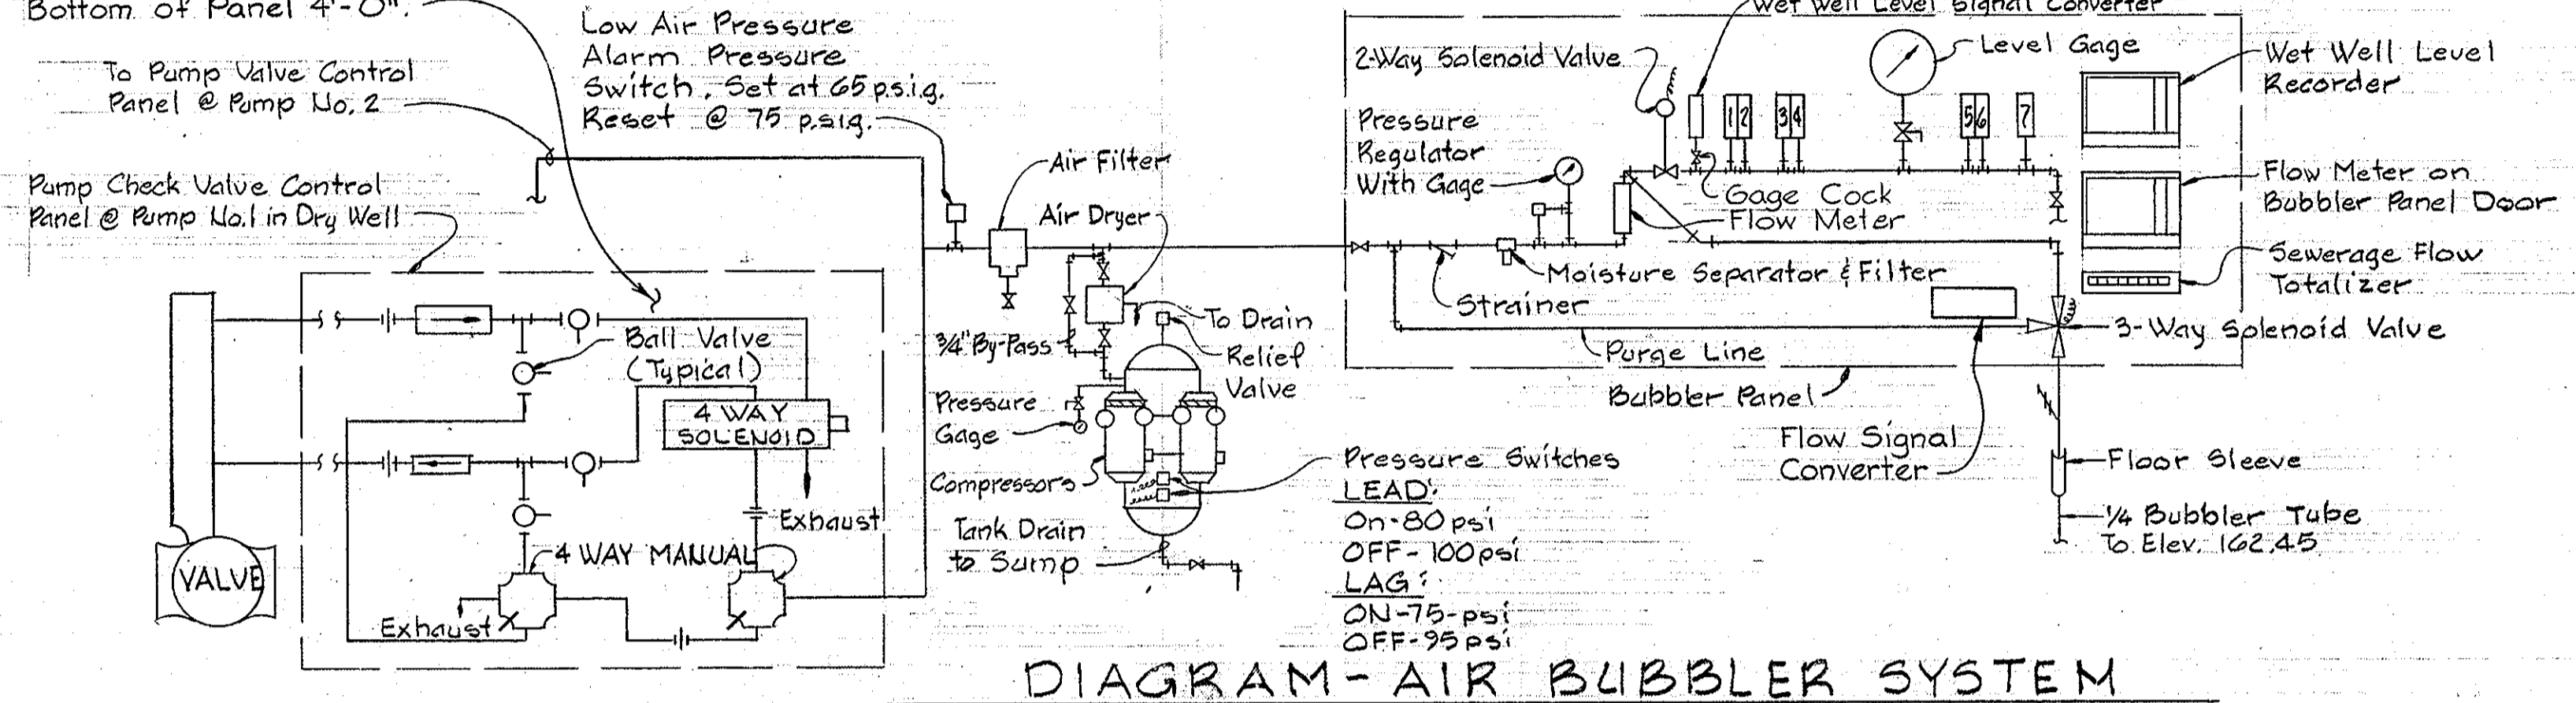 Bottom of Panel 4'-0".
To Pump Valve Control
Panel @ Pump No. 2
Low Air Pressure
Alarm Pressure
Switch. Set at 65 p.s.i.g.
Reset @ 75 p.s.i.g.
Pump Check Valve Control
Panel @ Pump No.1 in Dry Well
Air Filter
Air Dryer
Ball Valve
(Typical)
4 WAY
SOLENOID
Exhaust
4 WAY MANUAL
Exhaust
VALVE
3/4" By-Pass
To Drain
Relief
Valve
Pressure
Gage
Compressors
Tank Drain
to Sump
Pressure Switches
LEAD:
On-80 psi
OFF-100 psi
LAG:
ON-75-psi
OFF-95 psi
Wet Well Level Signal Converter
2-Way Solenoid Valve
Level Gage
Wet Well Level
Recorder
Pressure
Regulator
With Gage
1 2 3 4 5 6 7
Gage Cock
Flow Meter
Flow Meter on
Bubbler Panel Door
Moisture Separator & Filter
Strainer
Sewerage Flow
Totalizer
3-Way Solenoid Valve
Purge Line
Bubbler Panel
Flow Signal
Converter
Floor Sleeve
1/4 Bubbler Tube
To Elev. 162.45
DIAGRAM - AIR BUBBLER SYSTEM